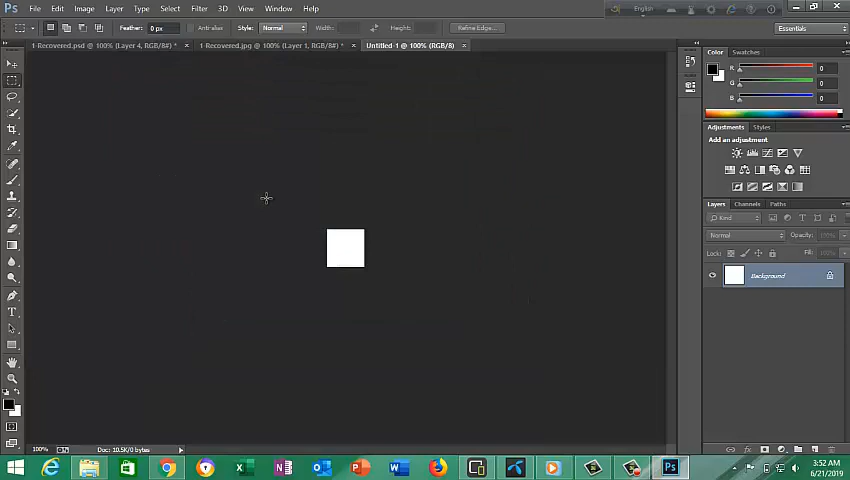 Ps File Edit Image Layer Type Select Filter 3D View Window Help
English
Feather: 0 px Anti-alias Style: Normal Width: Height: Refine Edge... Essentials
1 Recovered.psd @ 100% (Layer 4, RGB/8#) * × 1 Recovered.jpg @ 100% (Layer 1, RGB/8#) * × Untitled-1 @ 100% (RGB/8) ×
Color Swatches
R 0
G 0
B 0
Adjustments Styles
Add an adjustment
Layers Channels Paths
Kind
Normal Opacity: 100%
Lock: Fill: 100%
Background
100% Doc: 10.5K/0 bytes
3:52 AM
6/21/2019